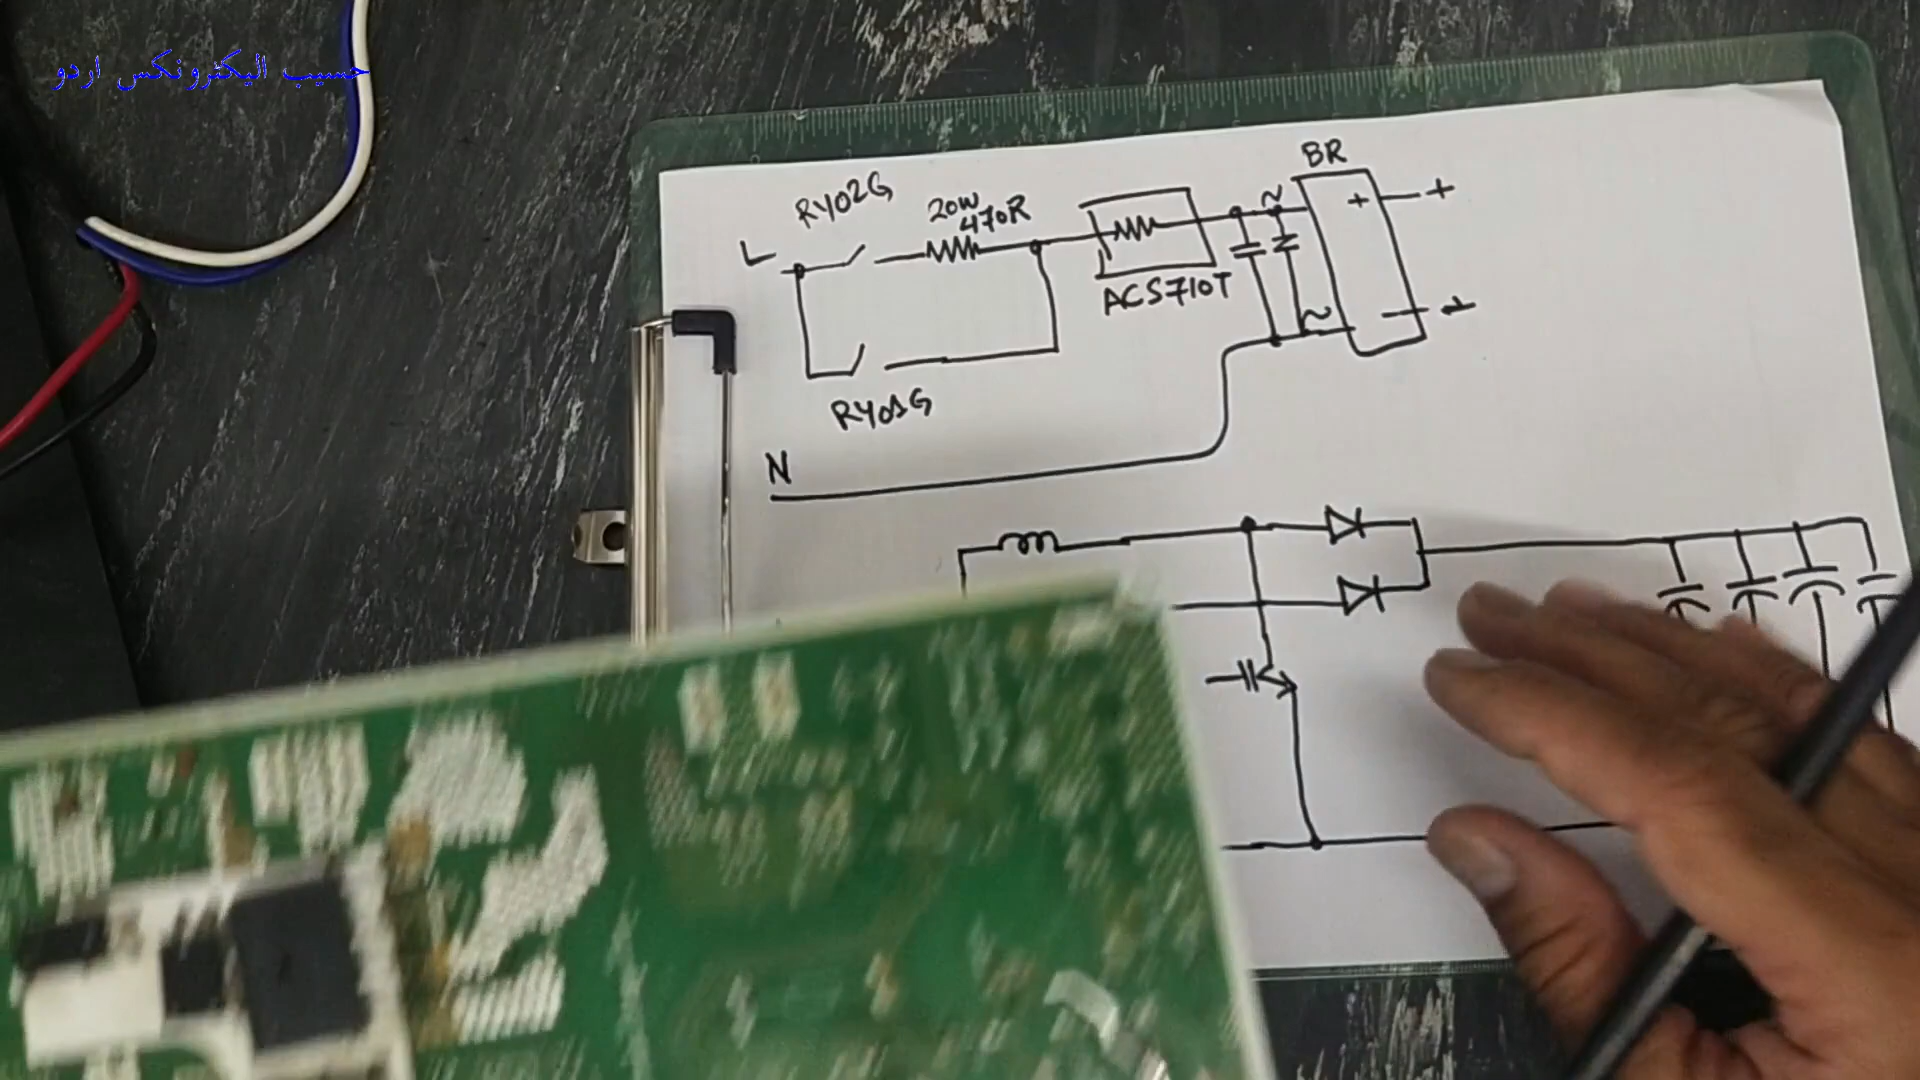 حسیب الیکٹرونکس اردو
BR
RY02G
20W
470R
L
~
+
+
ACS710T
~
-
RY01G
N